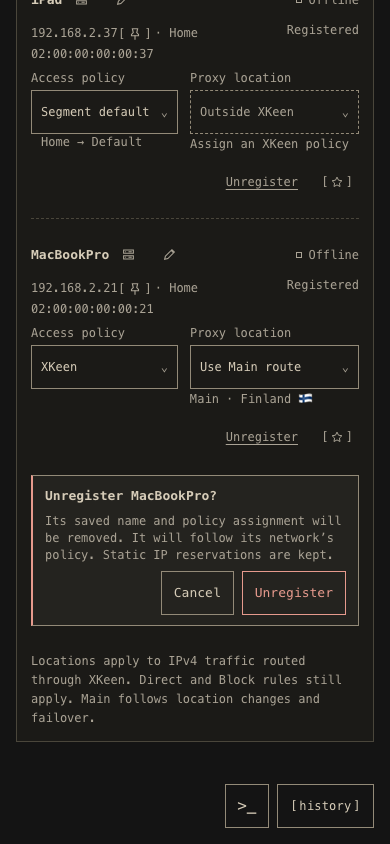 iPad
Offline
192.168.2.37[ ] · Home
Registered
02:00:00:00:00:37
Access policy
Proxy location
Segment default
Outside XKeen
Home → Default
Assign an XKeen policy
Unregister
[☆]
MacBookPro
Offline
192.168.2.21[ ] · Home
Registered
02:00:00:00:00:21
Access policy
Proxy location
XKeen
Use Main route
Main · Finland 🇫🇮
Unregister
[☆]
Unregister MacBookPro?
Its saved name and policy assignment will
be removed. It will follow its network’s
policy. Static IP reservations are kept.
Cancel
Unregister
Locations apply to IPv4 traffic routed
through XKeen. Direct and Block rules still
apply. Main follows location changes and
failover.
>_
[history]